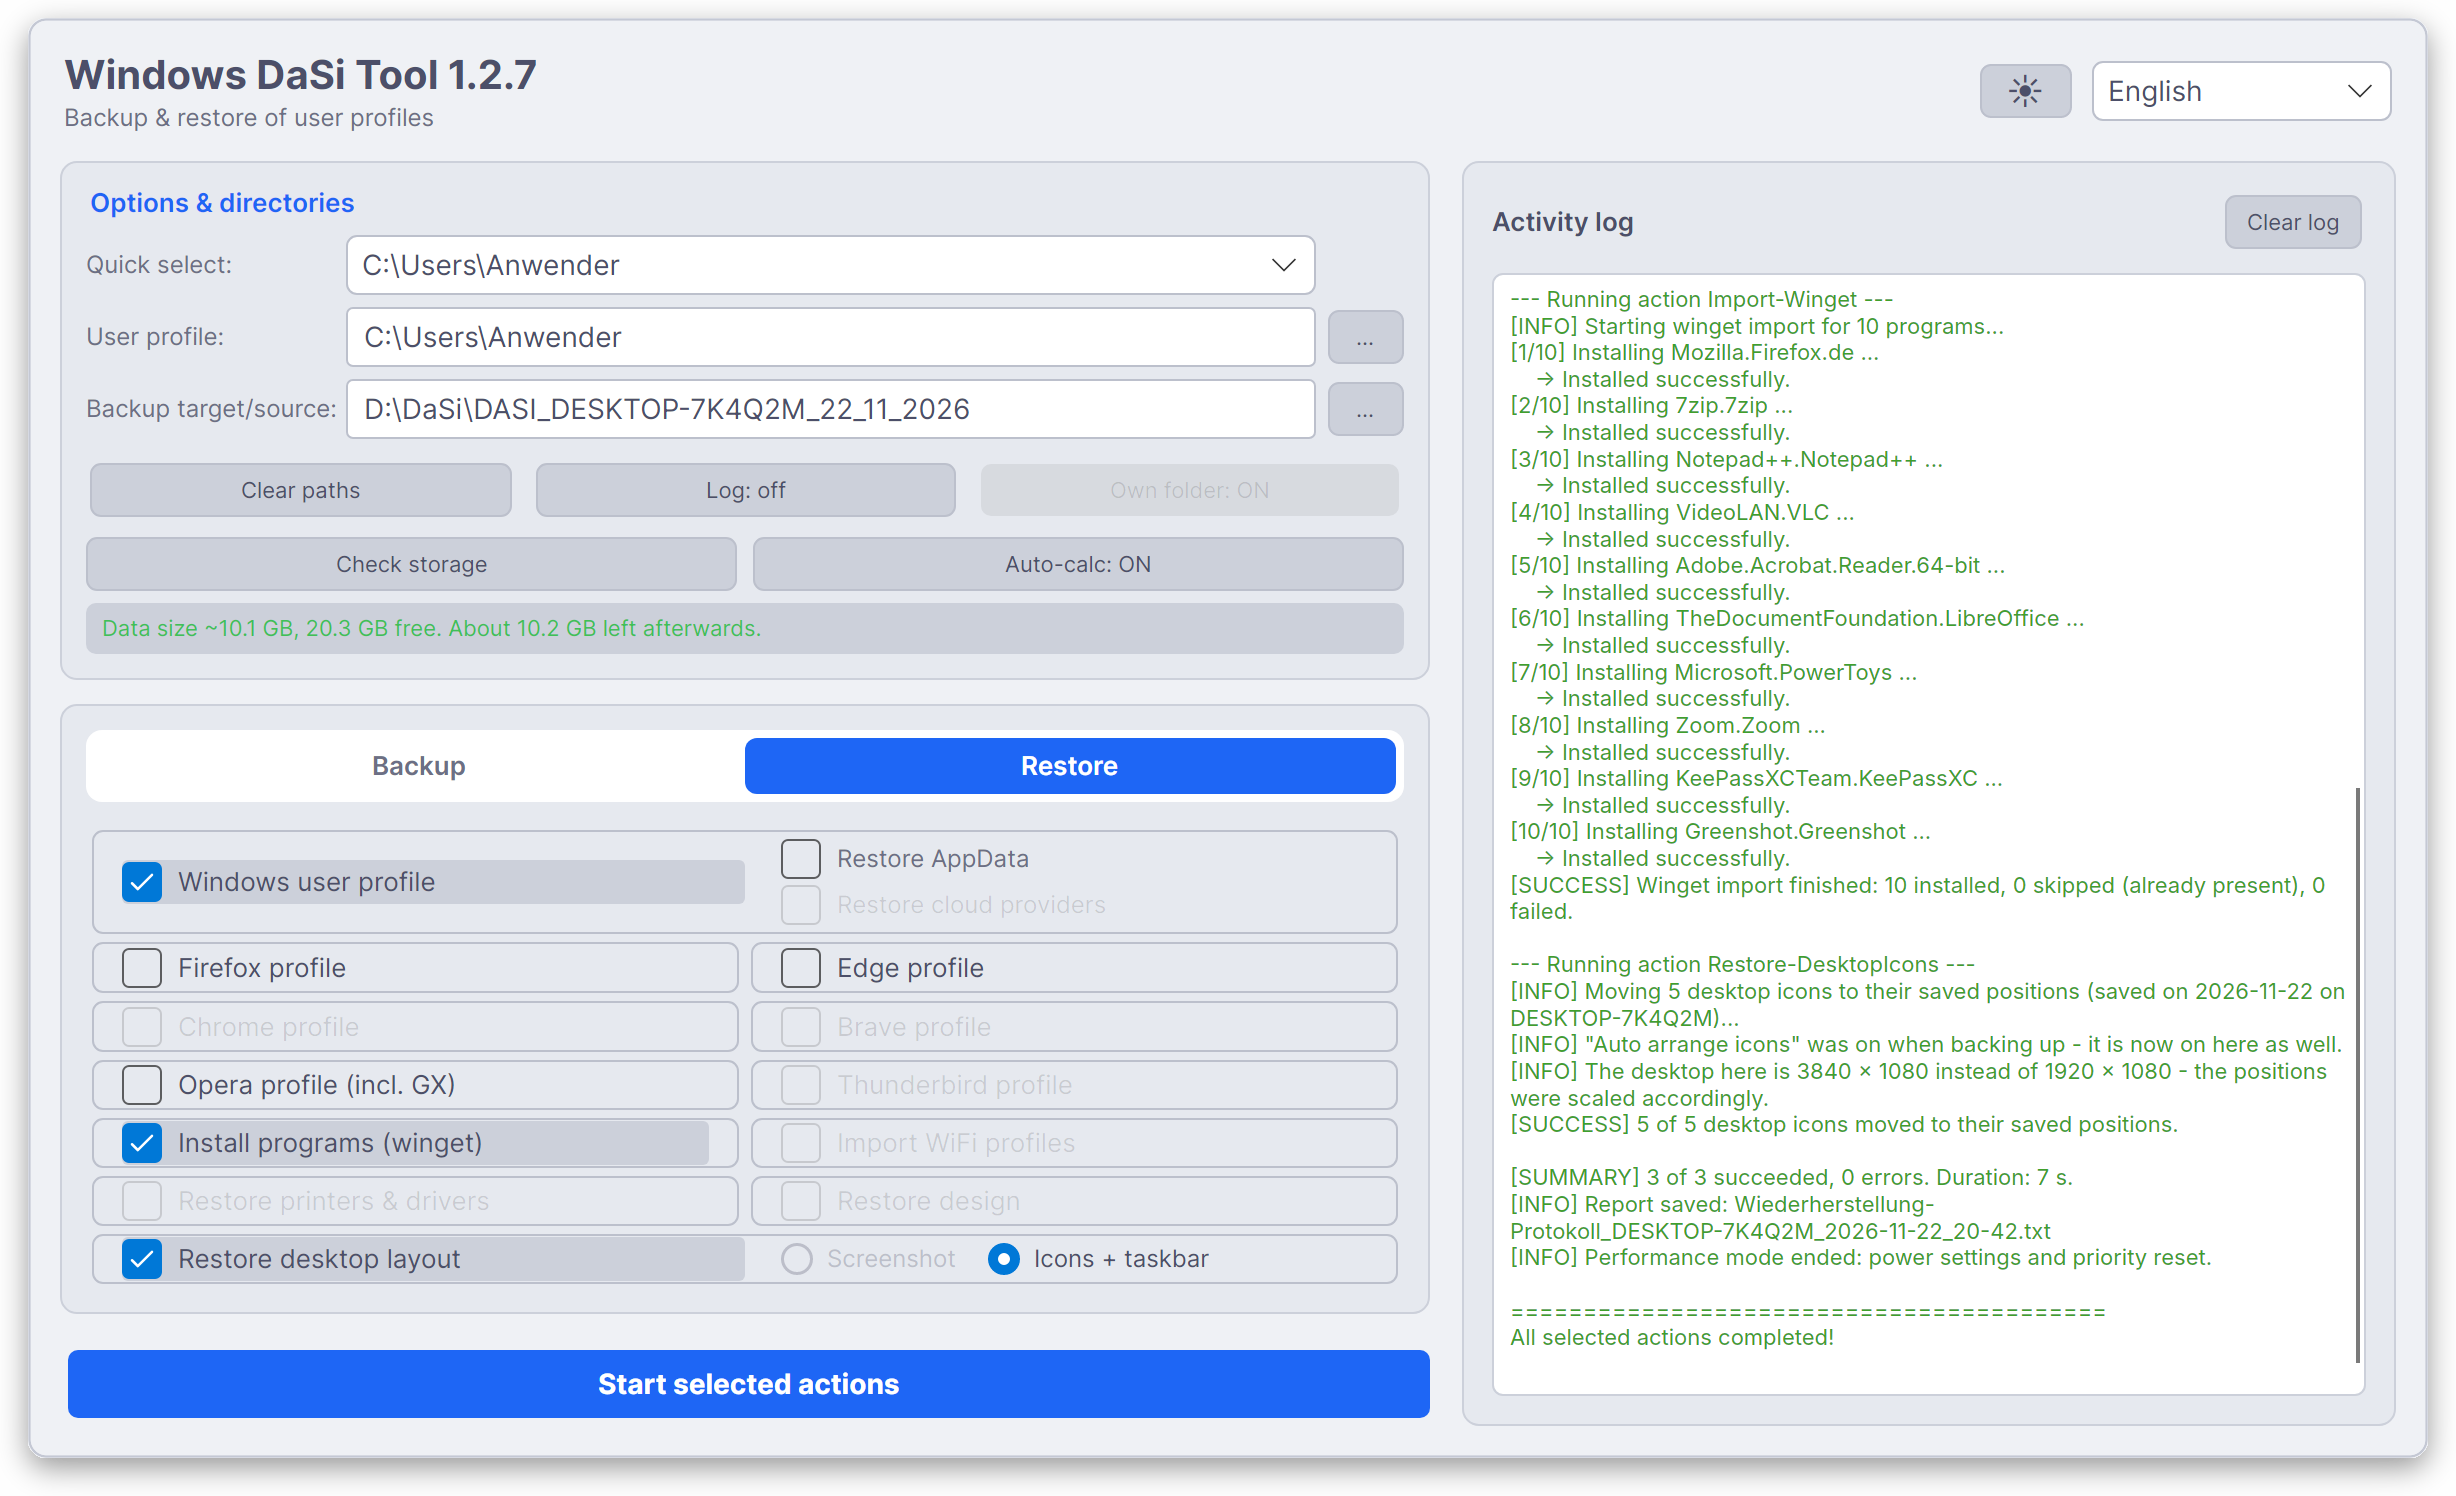 Windows DaSi Tool 1.2.7
Backup & restore of user profiles
English
Options & directories
Quick select:
C:\Users\Anwender
User profile:
C:\Users\Anwender
...
Backup target/source:
D:\DaSi\DASI_DESKTOP-7K4Q2M_22_11_2026
...
Clear paths
Log: off
Own folder: ON
Check storage
Auto-calc: ON
Data size ~10.1 GB, 20.3 GB free. About 10.2 GB left afterwards.
Backup
Restore
Windows user profile
Restore AppData
Restore cloud providers
Firefox profile
Edge profile
Chrome profile
Brave profile
Opera profile (incl. GX)
Thunderbird profile
Install programs (winget)
Import WiFi profiles
Restore printers & drivers
Restore design
Restore desktop layout
Screenshot
Icons + taskbar
Start selected actions
Activity log
Clear log
--- Running action Import-Winget ---
[INFO] Starting winget import for 10 programs...
[1/10] Installing Mozilla.Firefox.de ...
→ Installed successfully.
[2/10] Installing 7zip.7zip ...
→ Installed successfully.
[3/10] Installing Notepad++.Notepad++ ...
→ Installed successfully.
[4/10] Installing VideoLAN.VLC ...
→ Installed successfully.
[5/10] Installing Adobe.Acrobat.Reader.64-bit ...
→ Installed successfully.
[6/10] Installing TheDocumentFoundation.LibreOffice ...
→ Installed successfully.
[7/10] Installing Microsoft.PowerToys ...
→ Installed successfully.
[8/10] Installing Zoom.Zoom ...
→ Installed successfully.
[9/10] Installing KeePassXCTeam.KeePassXC ...
→ Installed successfully.
[10/10] Installing Greenshot.Greenshot ...
→ Installed successfully.
[SUCCESS] Winget import finished: 10 installed, 0 skipped (already present), 0
failed.
--- Running action Restore-DesktopIcons ---
[INFO] Moving 5 desktop icons to their saved positions (saved on 2026-11-22 on
DESKTOP-7K4Q2M)...
[INFO] "Auto arrange icons" was on when backing up - it is now on here as well.
[INFO] The desktop here is 3840 × 1080 instead of 1920 × 1080 - the positions
were scaled accordingly.
[SUCCESS] 5 of 5 desktop icons moved to their saved positions.
[SUMMARY] 3 of 3 succeeded, 0 errors. Duration: 7 s.
[INFO] Report saved: Wiederherstellung-
Protokoll_DESKTOP-7K4Q2M_2026-11-22_20-42.txt
[INFO] Performance mode ended: power settings and priority reset.
=========================================
All selected actions completed!